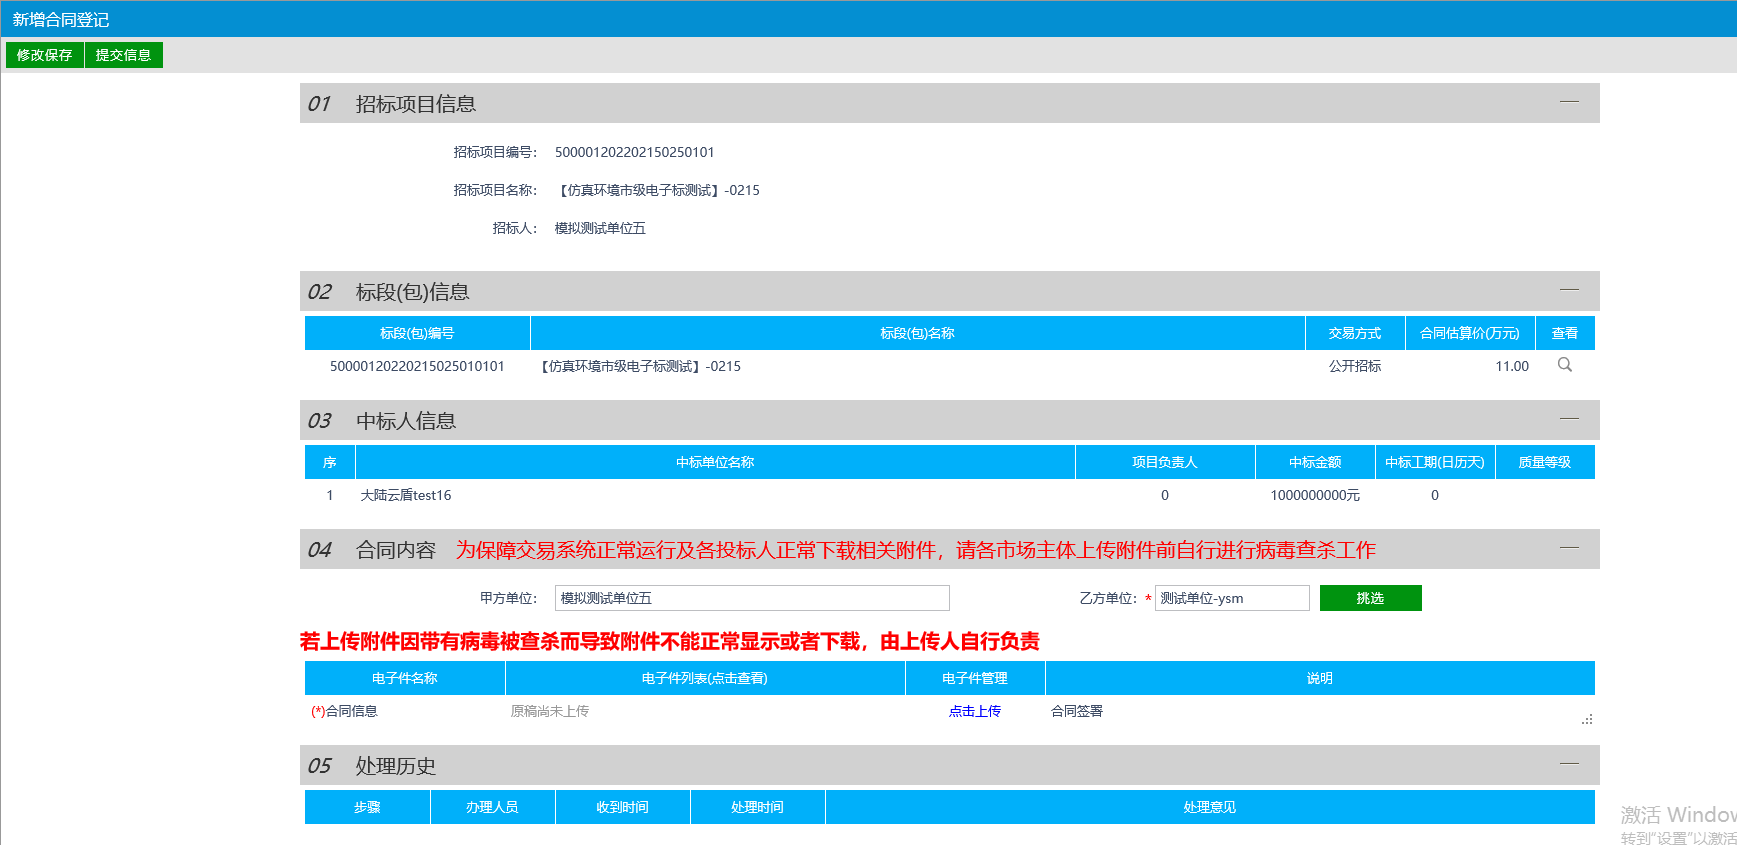 新增合同登记
修改保存 提交信息
01 招标项目信息
招标项目编号： 500001202202150250101
招标项目名称： 【仿真环境市级电子标测试】-0215
招标人： 模拟测试单位五
02 标段(包)信息
标段(包)编号 标段(包)名称 交易方式 合同估算价(万元) 查看
50000120220215025010101 【仿真环境市级电子标测试】-0215 公开招标 11.00
03 中标人信息
序 中标单位名称 项目负责人 中标金额 中标工期(日历天) 质量等级
1 大陆云盾test16 0 1000000000元 0
04 合同内容 为保障交易系统正常运行及各投标人正常下载相关附件，请各市场主体上传附件前自行进行病毒查杀工作
甲方单位： 模拟测试单位五 乙方单位：* 测试单位-ysm 挑选
若上传附件因带有病毒被查杀而导致附件不能正常显示或者下载，由上传人自行负责
电子件名称 电子件列表(点击查看) 电子件管理 说明
(*)合同信息 原稿尚未上传 点击上传 合同签署
05 处理历史
步骤 办理人员 收到时间 处理时间 处理意见
激活 Window
转到"设置"以激活